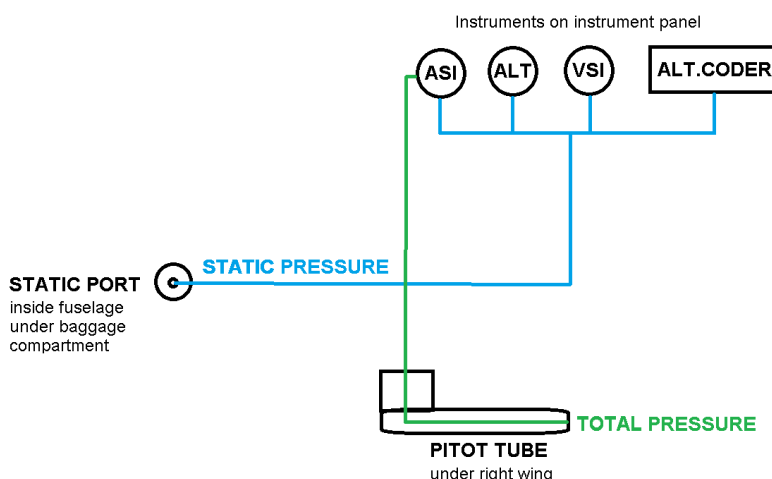 Instruments on instrument panel
ASI
ALT
VSI
ALT.CODER
STATIC PRESSURE
STATIC PORT
inside fuselage
under baggage
compartment
TOTAL PRESSURE
PITOT TUBE
under right wing